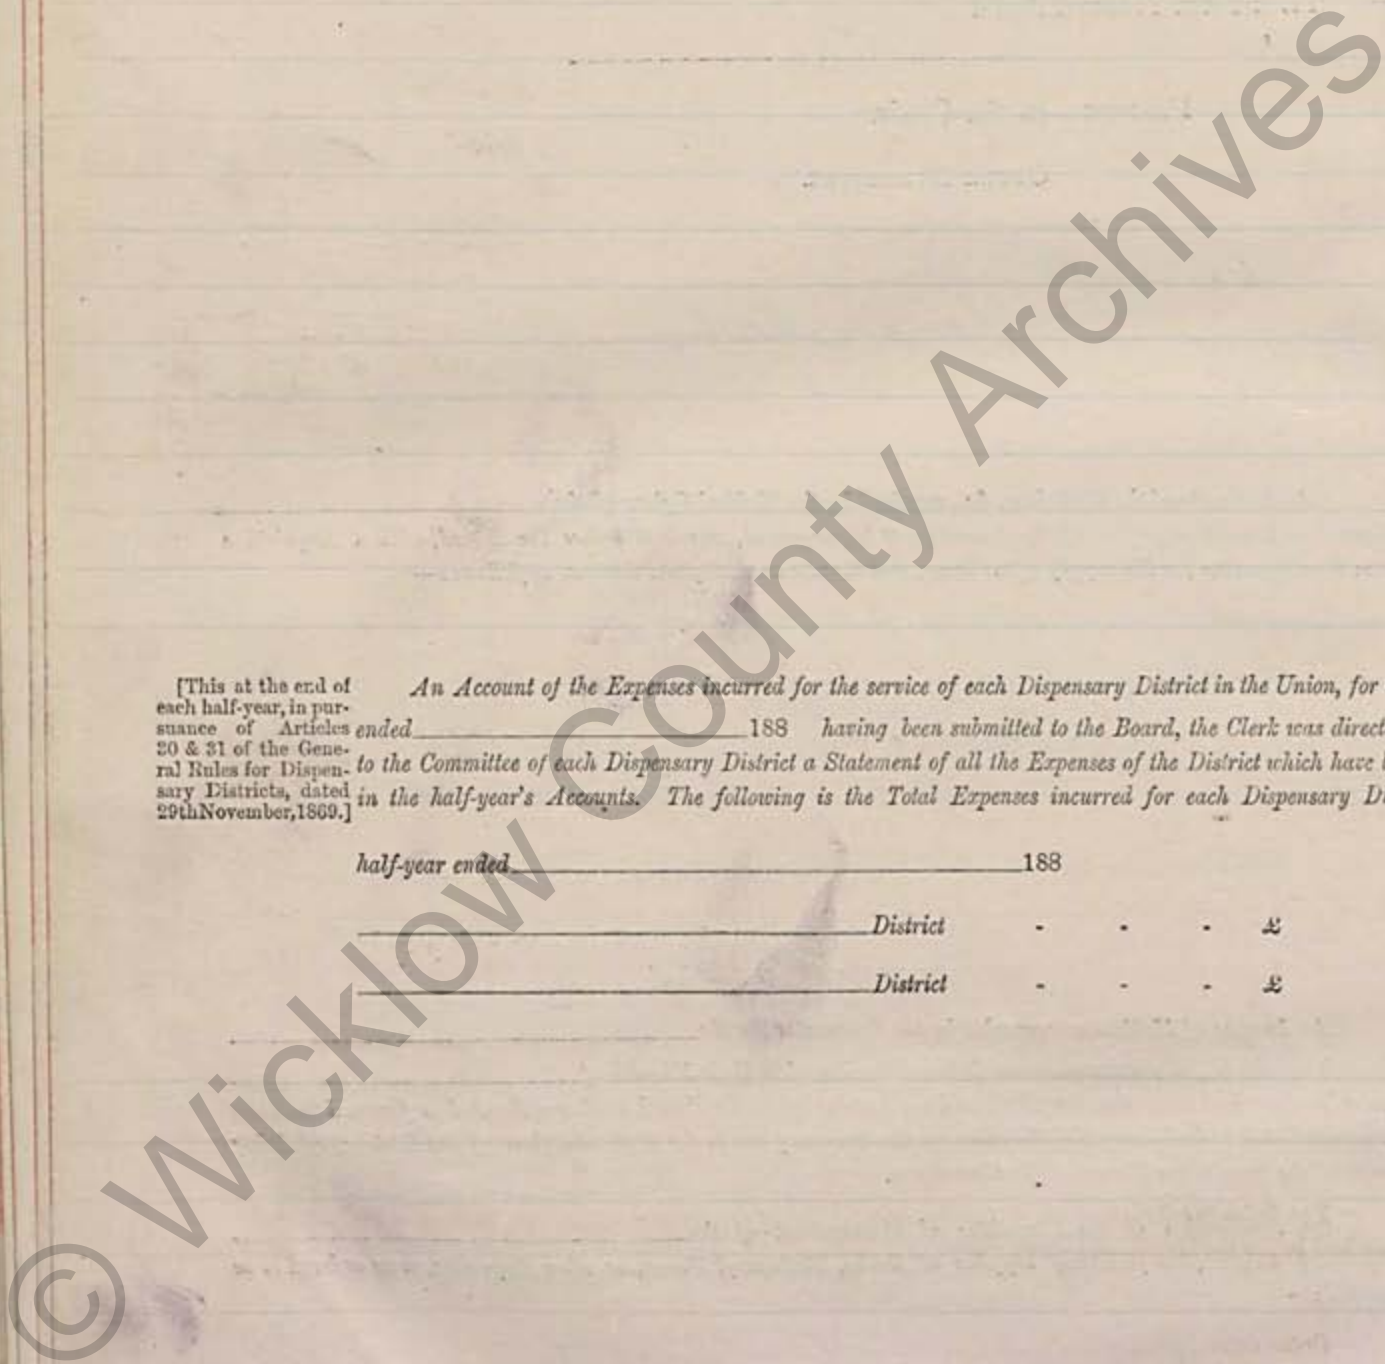 [This at the end of
each half-year, in pur-
suance of Articles
20 & 31 of the Gene-
ral Rules for Dispen-
sary Districts, dated
29thNovember,1869.]
An Account of the Expenses incurred for the service of each Dispensary District in the Union, for
ended 188 having been submitted to the Board, the Clerk was direct
to the Committee of each Dispensary District a Statement of all the Expenses of the District which have
in the half-year's Accounts. The following is the Total Expenses incurred for each Dispensary D
half-year ended 188
District - - - £
District - - - £
© Wicklow County Archives